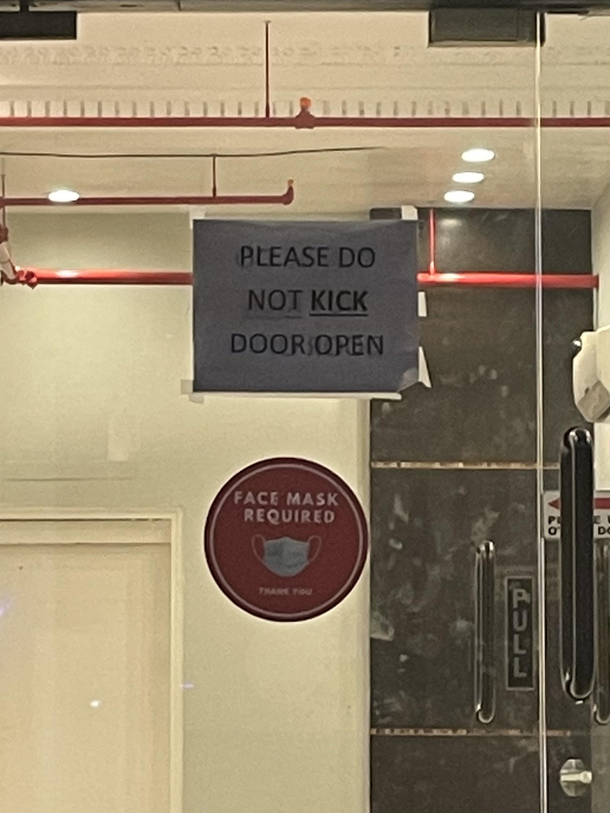 PLEASE DO
NOT KICK
DOOR OPEN
FACE MASK
REQUIRED
THANK YOU
PULL